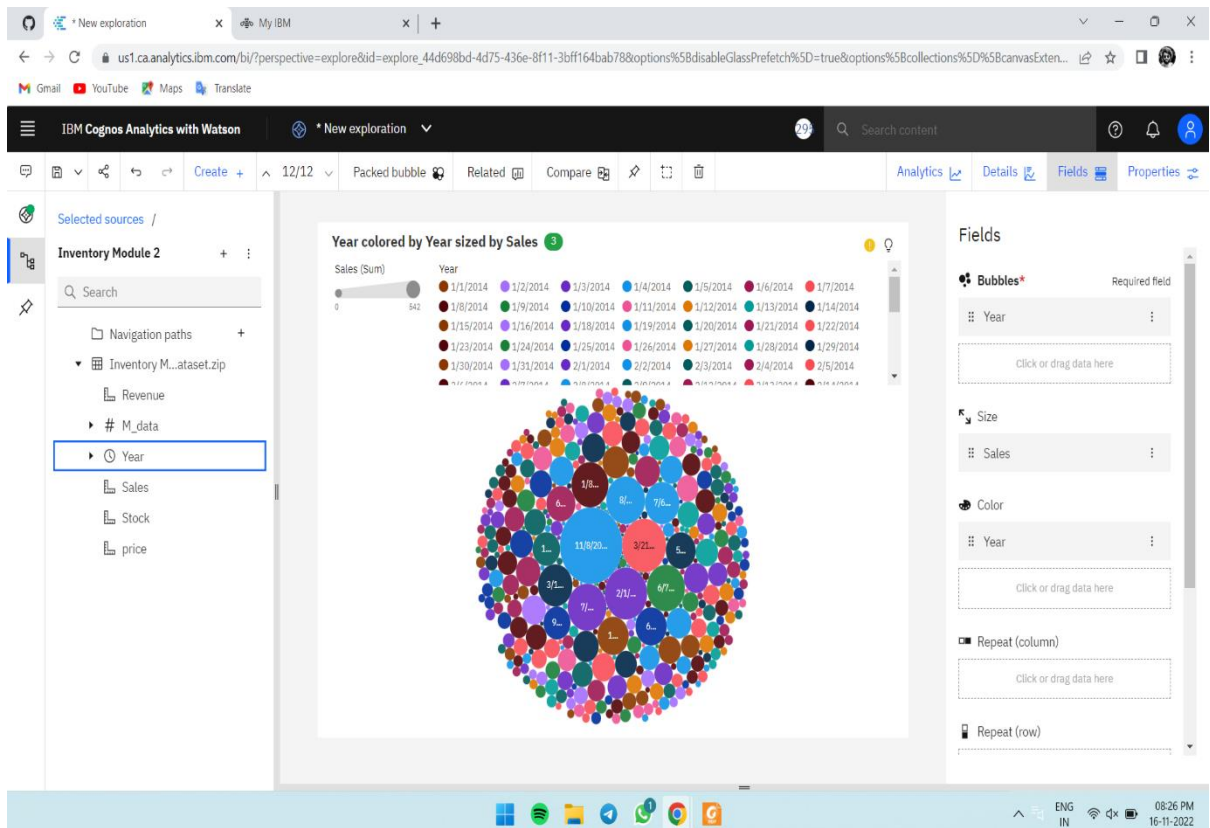 * New exploration
My IBM
us1.ca.analytics.ibm.com/bi/?perspective=explore&id=explore_44d698bd-4d75-436e-8f11-3bff164bab78&options%5BdisableGlassPrefetch%5D=true&options%5Bcollections%5D%5BcanvasExten...
Gmail YouTube Maps Translate
IBM Cognos Analytics with Watson * New exploration Search content
Create + 12/12 Packed bubble Related Compare Analytics Details Fields Properties
Selected sources /
Inventory Module 2
Search
Navigation paths
Inventory M...ataset.zip
Revenue
# M_data
Year
Sales
Stock
price
Year colored by Year sized by Sales 3
Sales (Sum)
0 542
Year
1/1/2014 1/2/2014 1/3/2014 1/4/2014 1/5/2014 1/6/2014 1/7/2014
1/8/2014 1/9/2014 1/10/2014 1/11/2014 1/12/2014 1/13/2014 1/14/2014
1/15/2014 1/16/2014 1/18/2014 1/19/2014 1/20/2014 1/21/2014 1/22/2014
1/23/2014 1/24/2014 1/25/2014 1/26/2014 1/27/2014 1/28/2014 1/29/2014
1/30/2014 1/31/2014 2/1/2014 2/2/2014 2/3/2014 2/4/2014 2/5/2014
1/8...
6... 8/... 7/6...
1... 11/8/20... 3/21... 5...
3/1... 2/1/... 6/7...
7/...
9... 1... 6...
Fields
Bubbles* Required field
Year
Click or drag data here
Size
Sales
Color
Year
Click or drag data here
Repeat (column)
Click or drag data here
Repeat (row)
ENG
IN
08:26 PM
16-11-2022